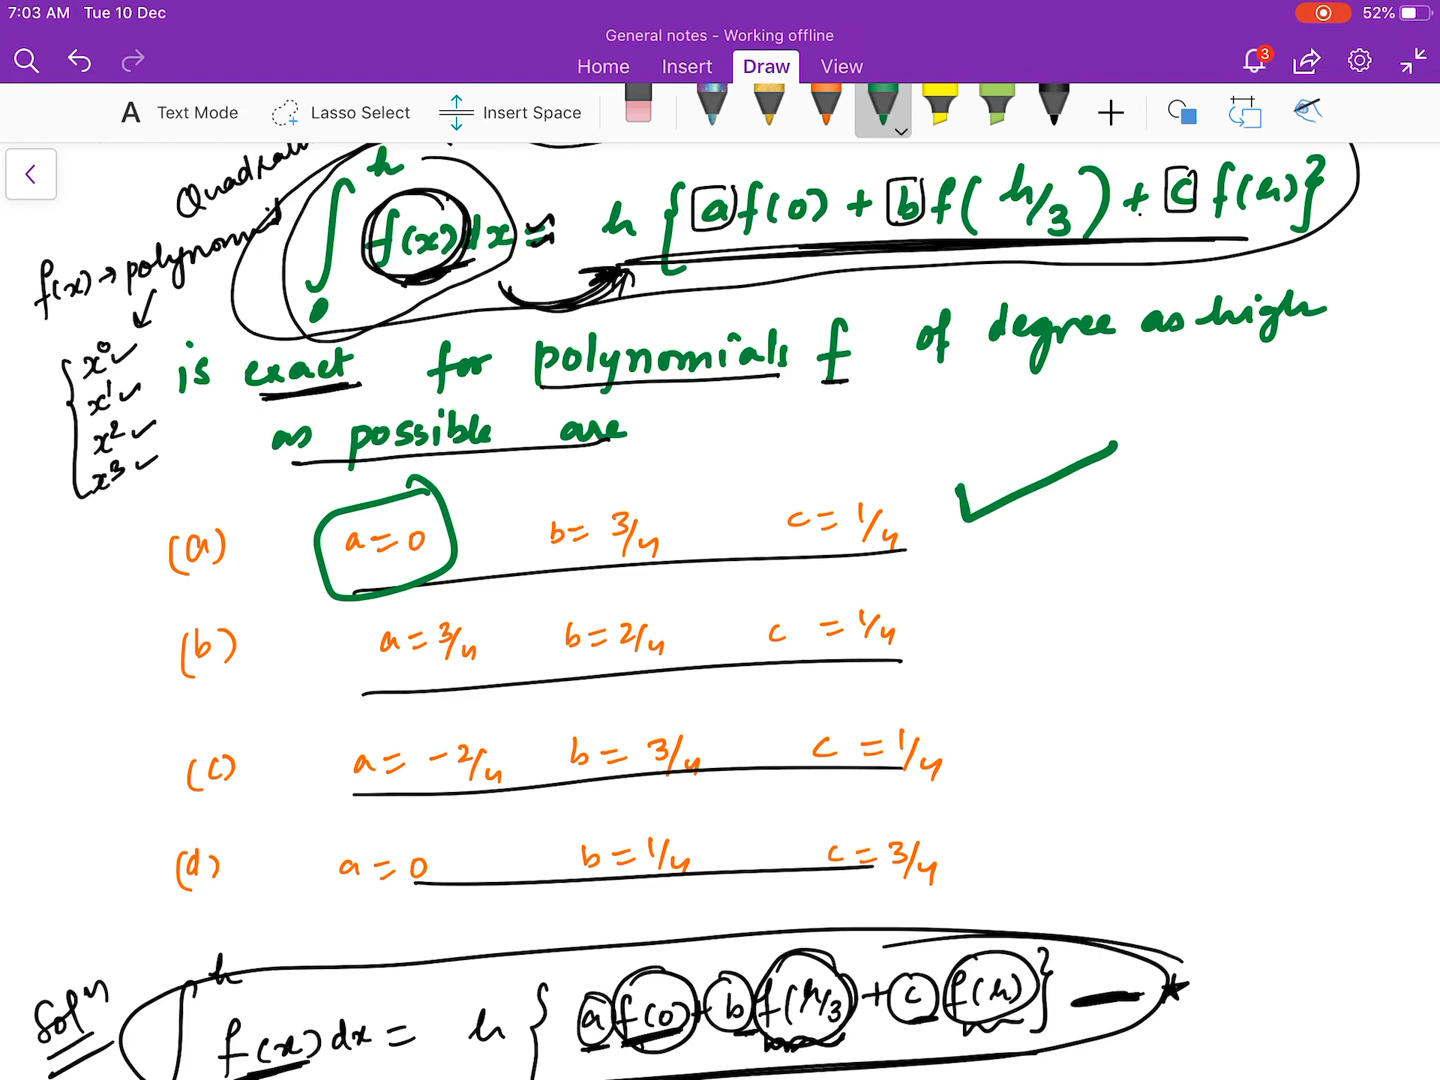 7:03 AM Tue 10 Dec 52%
General notes - Working offline
Home Insert Draw View 3
A Text Mode Lasso Select Insert Space
∫₀ʰ f(x)dx ≈ h { a f(0) + b f(h/3) + c f(h) }
f(x) → polynomial
x⁰ ✓
x¹ ✓
x² ✓
x³ ✓
is exact for polynomials f of degree as high
as possible are
(a) a = 0 b = 3/4 c = 1/4
(b) a = 3/4 b = 2/4 c = 1/4
(c) a = -2/4 b = 3/4 c = 1/4
(d) a = 0 b = 1/4 c = 3/4
Solⁿ
∫ʰ f(x)dx = h { a f(0) + b f(h/3) + c f(h) } — ★